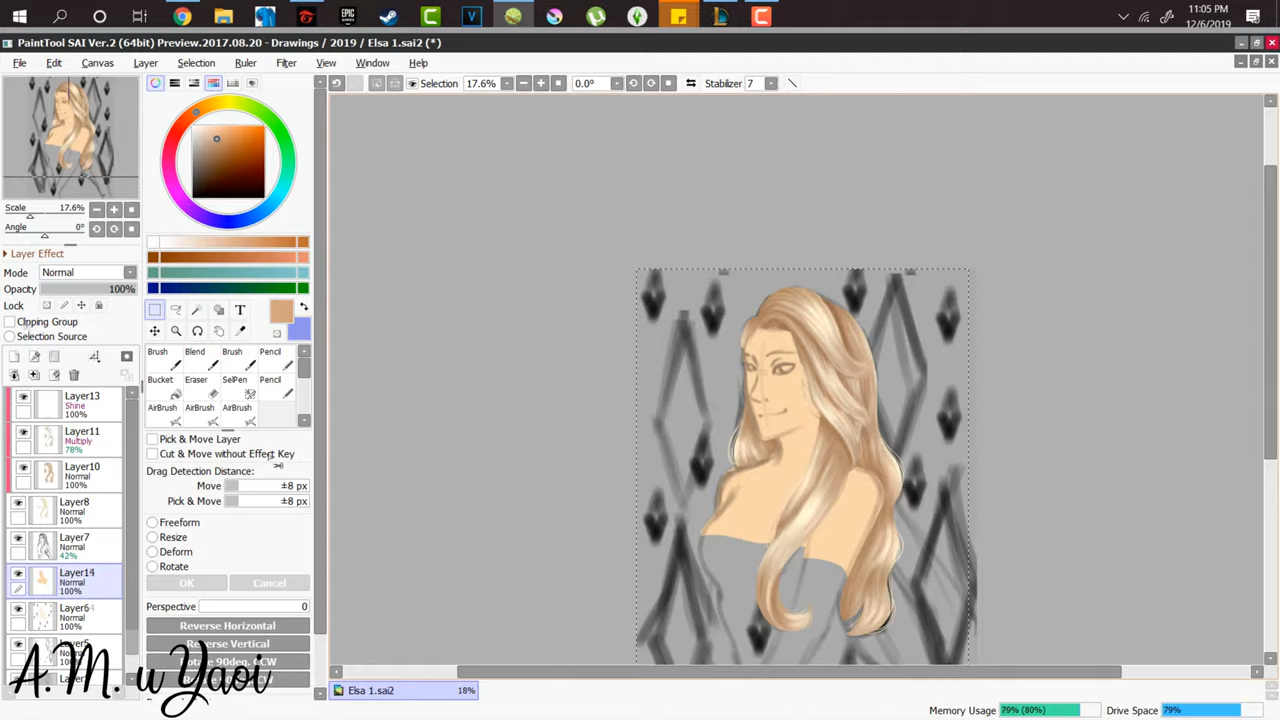 11:05 PM
12/6/2019
PaintTool SAI Ver.2 (64bit) Preview.2017.08.20 - Drawings / 2019 / Elsa 1.sai2 (*)
File Edit Canvas Layer Selection Ruler Filter View Window Help
Selection 17.6% 0.0° Stabilizer 7
Scale 17.6%
Angle 0°
Layer Effect
Mode Normal
Opacity 100%
Lock
Clipping Group
Selection Source
Layer13
Shine
100%
Layer11
Multiply
78%
Layer10
Normal
100%
Layer8
Normal
100%
Layer7
Normal
42%
Layer14
Normal
100%
Layer6
Normal
100%
Brush Blend Brush Pencil
Bucket Eraser SelPen Pencil
AirBrush AirBrush AirBrush
Pick & Move Layer
Cut & Move without Effect Key
Drag Detection Distance:
Move ±8 px
Pick & Move ±8 px
Freeform
Resize
Deform
Rotate
OK Cancel
Perspective 0
Reverse Horizontal
Reverse Vertical
Rotate 90deg. CCW
A.M. u Yaoi
Elsa 1.sai2 18%
Memory Usage 79% (80%) Drive Space 79%